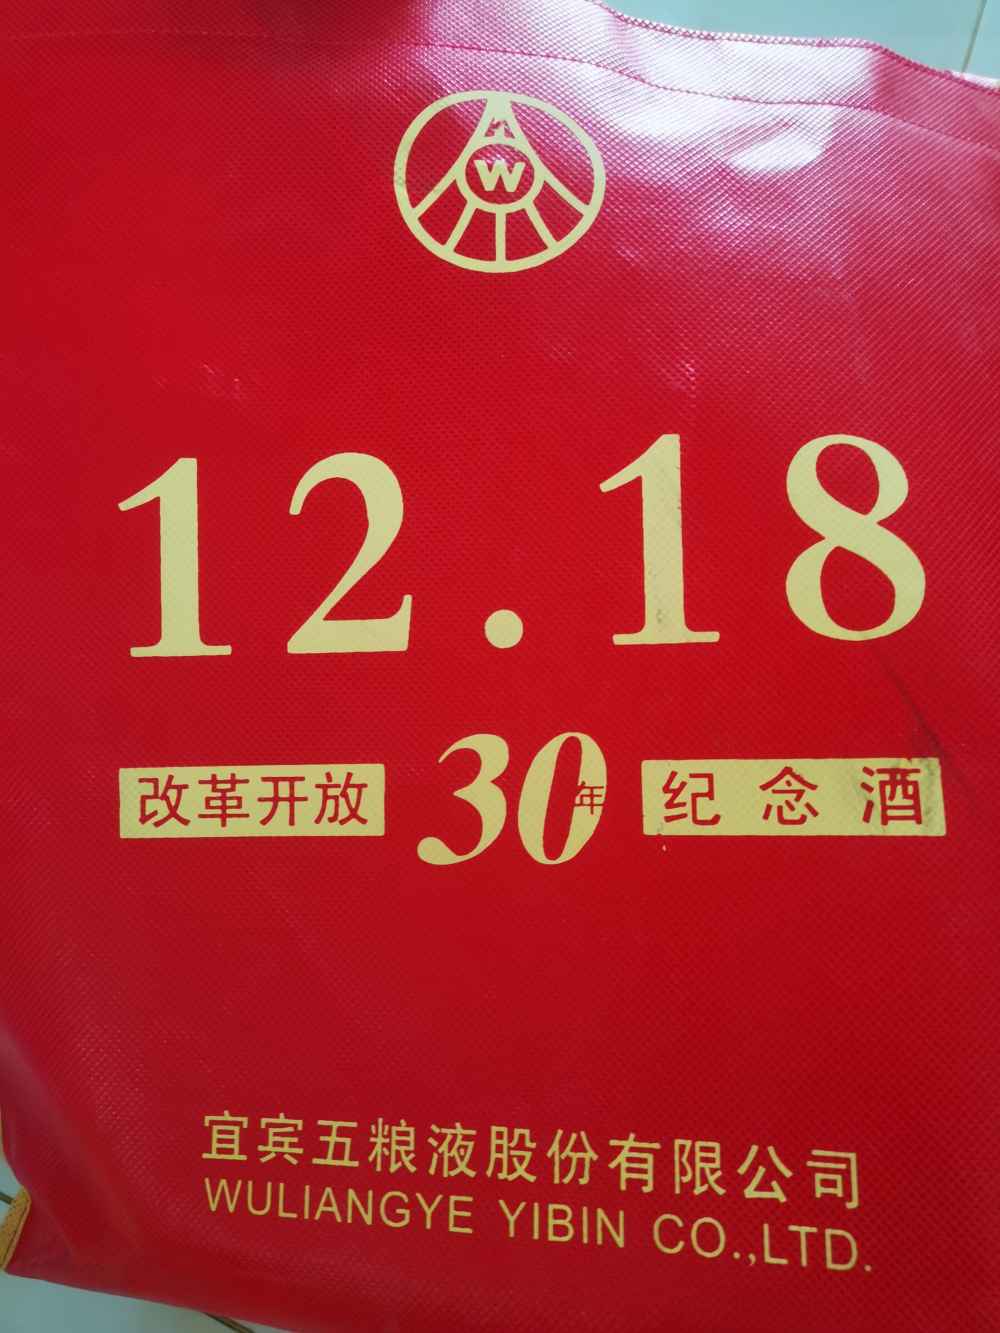 W
12.18
改革开放30年纪念酒
宜宾五粮液股份有限公司
WULIANGYE YIBIN CO.,LTD.